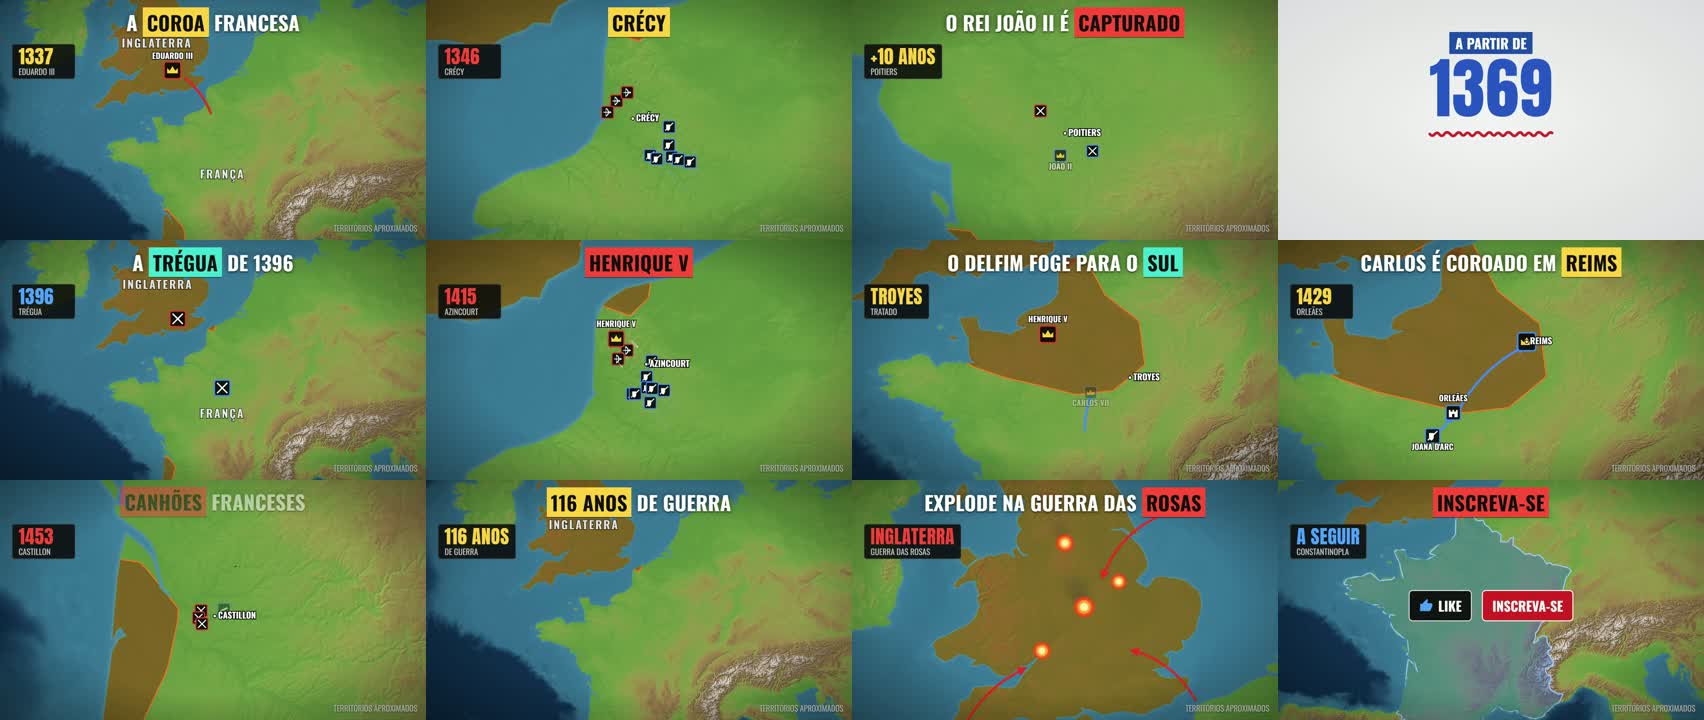 A COROA FRANCESA
1337
EDUARDO III
INGLATERRA
EDUARDO III
FRANÇA
CRÉCY
1346
CRÉCY
CRÉCY
TERRITÓRIOS APROXIMADOS
O REI JOÃO II É CAPTURADO
+10 ANOS
POITIERS
POITIERS
JOÃO II
TERRITÓRIOS APROXIMADOS
A PARTIR DE
1369
TERRITÓRIOS APROXIMADOS
A TRÉGUA DE 1396
1396
TRÉGUA
INGLATERRA
FRANÇA
TERRITÓRIOS APROXIMADOS
HENRIQUE V
1415
AZINCOURT
HENRIQUE V
AZINCOURT
TERRITÓRIOS APROXIMADOS
O DELFIM FOGE PARA O SUL
TROYES
TRATADO
HENRIQUE V
TROYES
CARLOS VII
TERRITÓRIOS APROXIMADOS
CARLOS É COROADO EM REIMS
1429
ORLEÃES
REIMS
ORLEÃES
JOANA D'ARC
TERRITÓRIOS APROXIMADOS
CANHÕES FRANCESES
1453
CASTILLON
CASTILLON
TERRITÓRIOS APROXIMADOS
116 ANOS DE GUERRA
116 ANOS
DE GUERRA
INGLATERRA
TERRITÓRIOS APROXIMADOS
EXPLODE NA GUERRA DAS ROSAS
INGLATERRA
GUERRA DAS ROSAS
TERRITÓRIOS APROXIMADOS
INSCREVA-SE
A SEGUIR
CONSTANTINOPLA
LIKE
INSCREVA-SE
TERRITÓRIOS APROXIMADOS